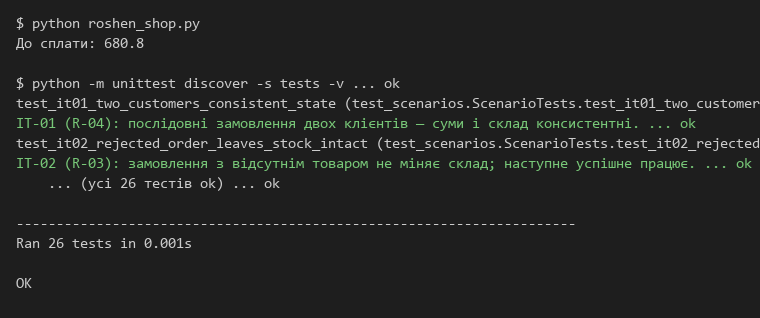 $ python roshen_shop.py
До сплати: 680.8
$ python -m unittest discover -s tests -v ... ok
test_it01_two_customers_consistent_state (test_scenarios.ScenarioTests.test_it01_two_customer
IT-01 (R-04): послідовні замовлення двох клієнтів — суми і склад консистентні. ... ok
test_it02_rejected_order_leaves_stock_intact (test_scenarios.ScenarioTests.test_it02_rejected
IT-02 (R-03): замовлення з відсутнім товаром не міняє склад; наступне успішне працює. ... ok
... (усі 26 тестів ok) ... ok
----------------------------------------------------------------------
Ran 26 tests in 0.001s
OK